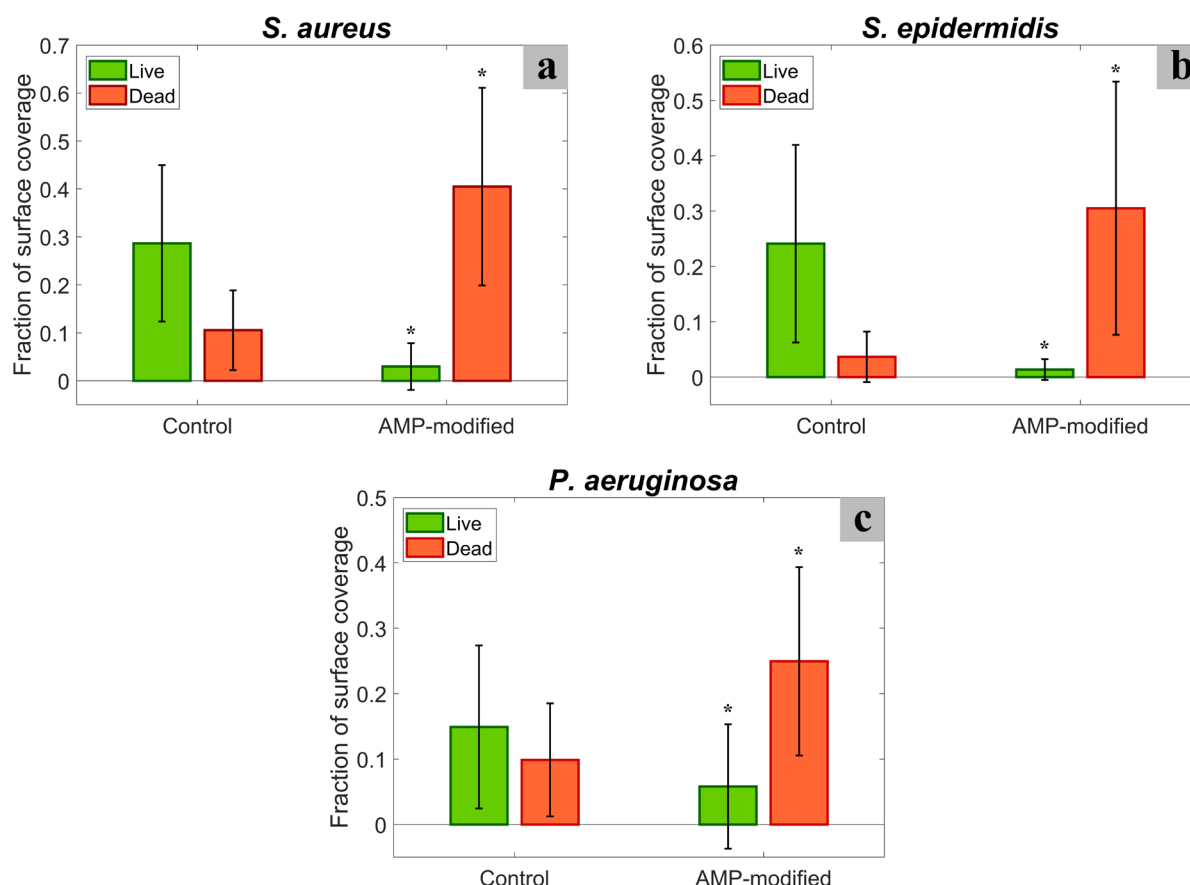 S. aureus
a
Live
Dead
Fraction of surface coverage
0.7
0.6
0.5
0.4
0.3
0.2
0.1
0
*
*
Control
AMP-modified
S. epidermidis
b
Live
Dead
Fraction of surface coverage
0.6
0.5
0.4
0.3
0.2
0.1
0
*
*
Control
AMP-modified
P. aeruginosa
c
Live
Dead
Fraction of surface coverage
0.5
0.4
0.3
0.2
0.1
0
*
*
Control
AMP-modified